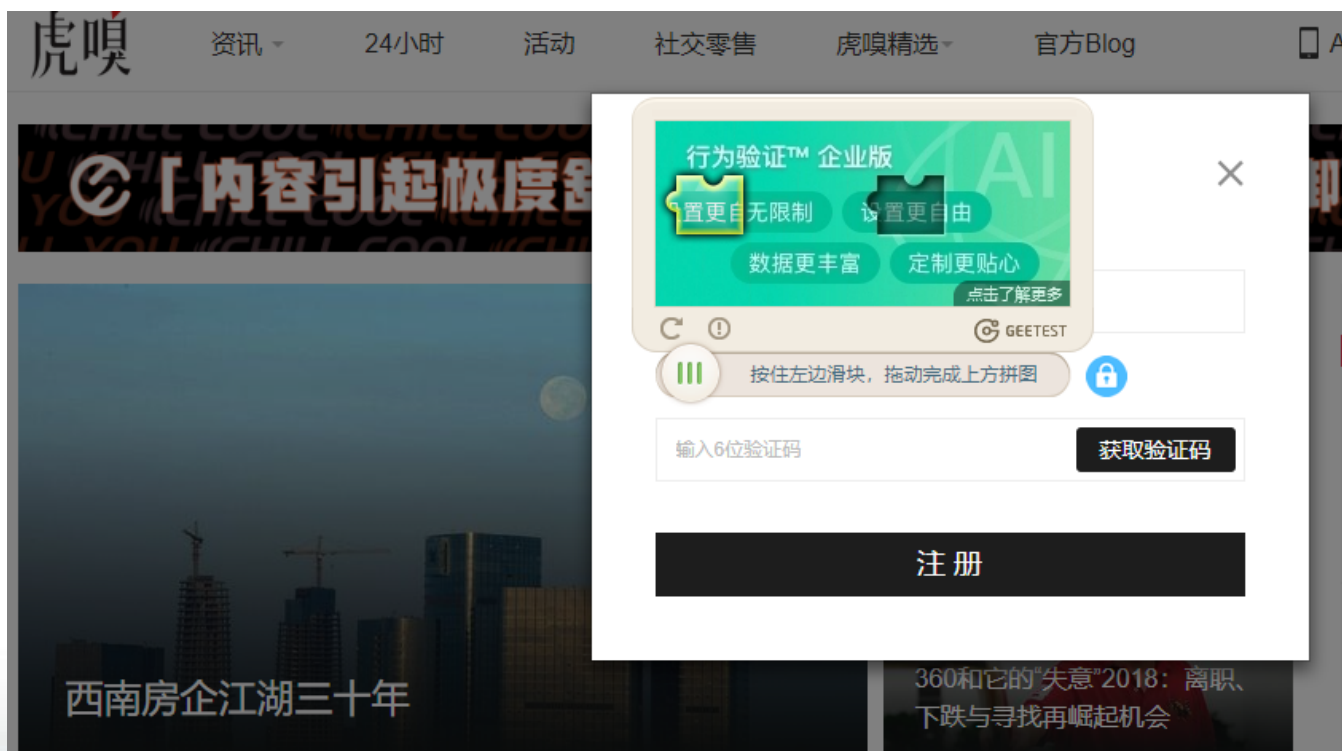 虎嗅
资讯 24小时 活动 社交零售 虎嗅精选 官方Blog
「内容引起极度
行为验证™ 企业版
置更自 无限制 设置更自由
数据更丰富 定制更贴心
点击了解更多
GEETEST
按住左边滑块，拖动完成上方拼图
输入6位验证码 获取验证码
注册
西南房企江湖三十年
360和它的“失意”2018：离职、
下跌与寻找再崛起机会